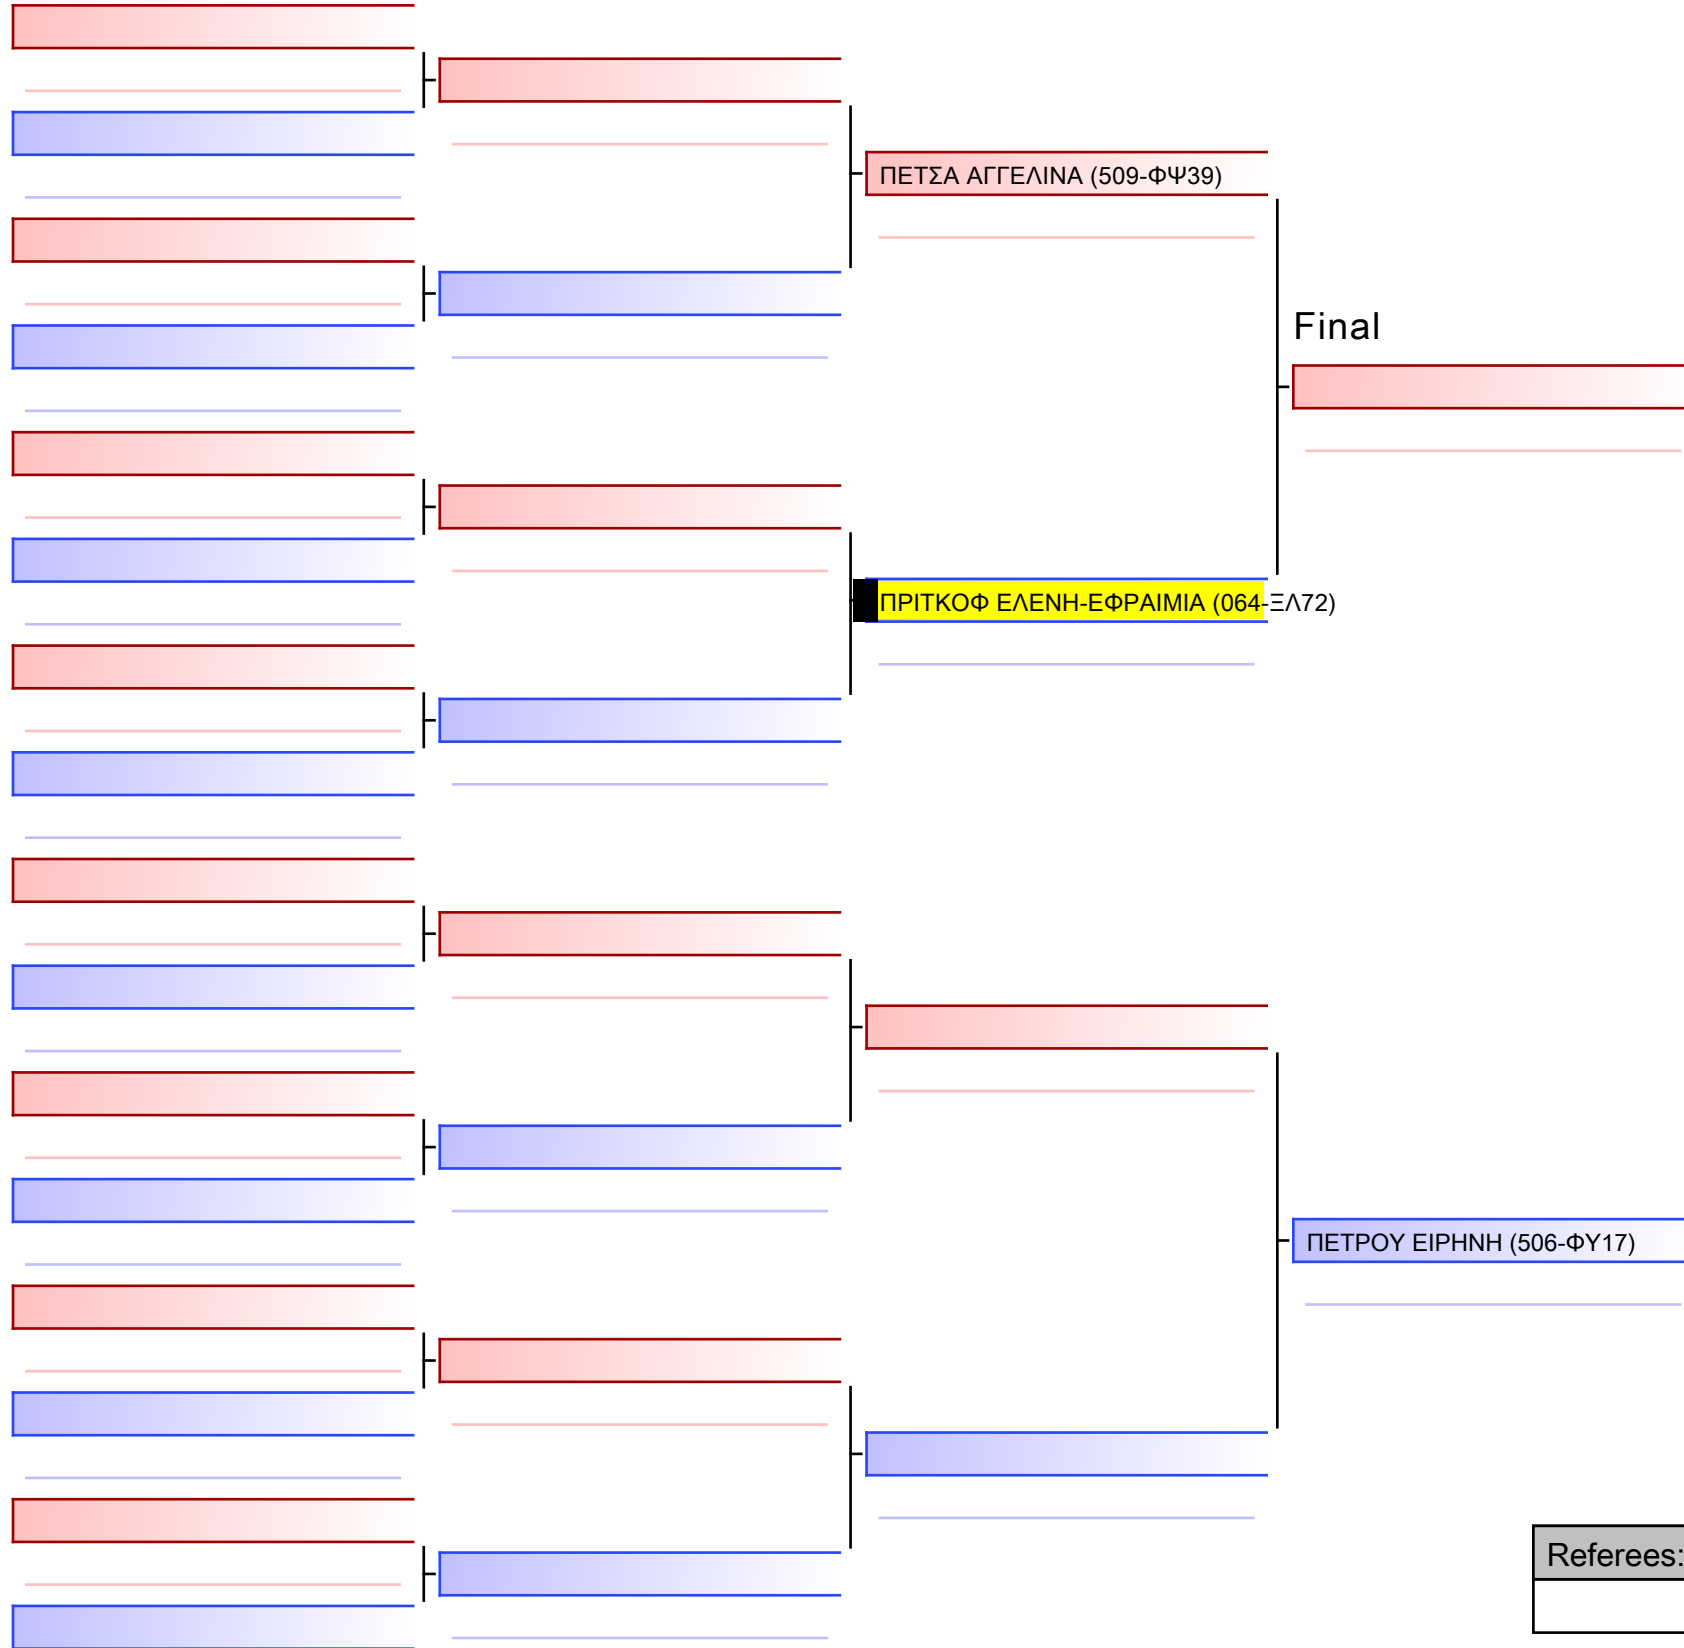 ΠΕΤΣΑ ΑΓΓΕΛΙΝΑ (509-ΦΨ39)
Final
ΠΡΙΤΚΟΦ ΕΛΕΝΗ-ΕΦΡΑΙΜΙΑ (064-ΞΛ72)
ΠΕΤΡΟΥ ΕΙΡΗΝΗ (506-ΦΥ17)
Referees: